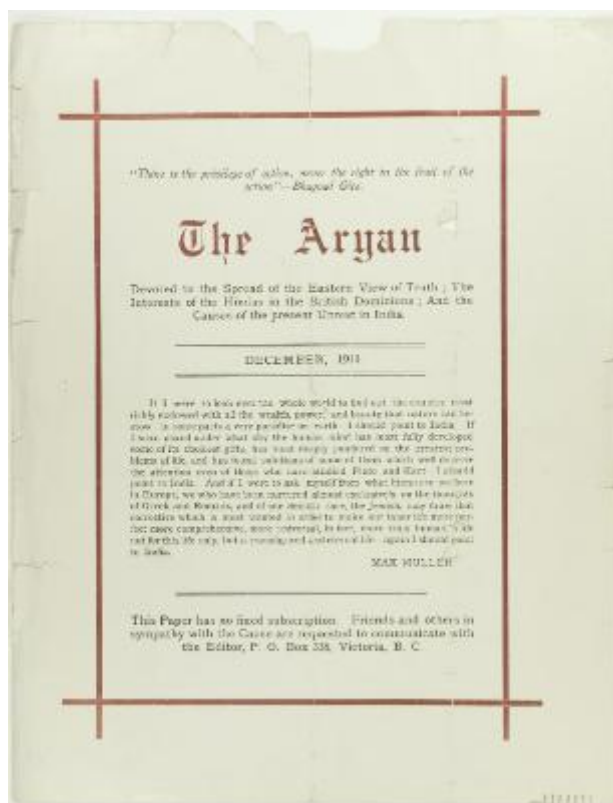 "There is the privilege of action, never the right to the fruit of the
action"—Bhagvad Gita.
The Aryan
Devoted to the Spread of the Eastern View of Truth ; The
Interests of the Hindus in the British Dominions ; And the
Causes of the present Unrest in India.
DECEMBER, 1911
If I were to look over the whole world to find out the country most
richly endowed with all the wealth, power, and beauty that nature can be-
stow in some parts a very paradise on earth I should point to India. If
I were asked under what sky the human mind has most fully developed
some of its choicest gifts, has most deeply pondered on the greatest pro-
blems of life, and has found solutions of some of them which well deserve
the attention even of those who have studied Plato and Kant I should
point to India. And if I were to ask myself from what literature we here
in Europe, we who have been nurtured almost exclusively on the thoughts
of Greek and Romans, and of one Semitic race, the Jewish, may draw that
corrective which is most wanted in order to make our inner life more per-
fect more comprehensive, more universal, in fact, more truly human a life
not for this life only, but a transfigured and eternal life again I should point
to India.
MAX MULLER
This Paper has no fixed subscription. Friends and others in
sympathy with the Cause are requested to communicate with
the Editor, P. O. Box 336, Victoria, B. C.